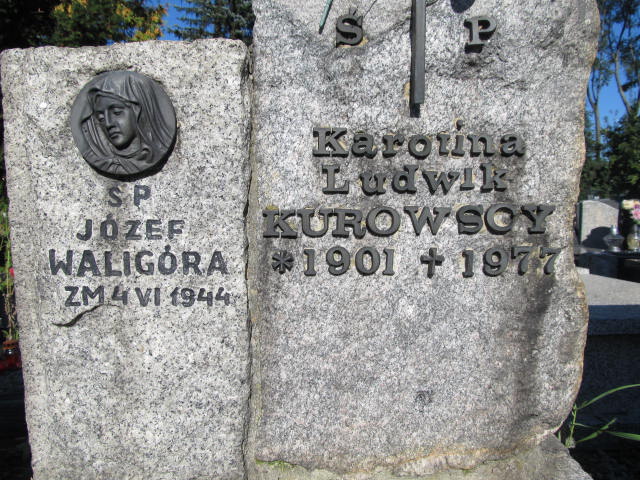 Ś P
JÓZEF
WALIGÓRA
ZM 4 VI 1944
Ś P
Karolina
Ludwik
KUROWSCY
* 1901 ✝ 1977